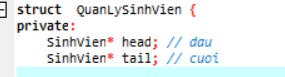 struct QuanLySinhVien {
private:
SinhVien* head; // dau
SinhVien* tail; // cuoi